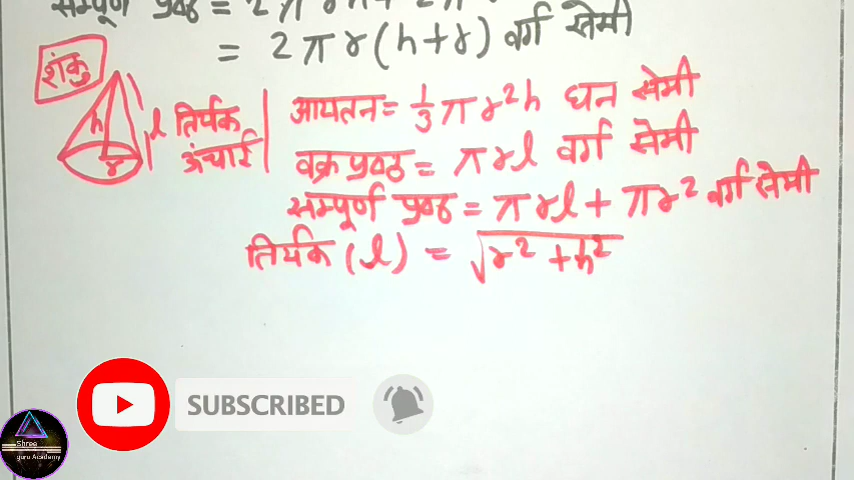 सम्पूर्ण पृष्ठ =
= 2πr(h+r) वर्ग सेमी
शंकु
h
l तिर्यक
ऊंचाई
r
आयतन = 1/3 πr²h घन सेमी
वक्र पृष्ठ = πrl वर्ग सेमी
सम्पूर्ण पृष्ठ = πrl + πr² वर्ग सेमी
तिर्यक (l) = √r² + h²
SUBSCRIBED
Shree
guru Academy